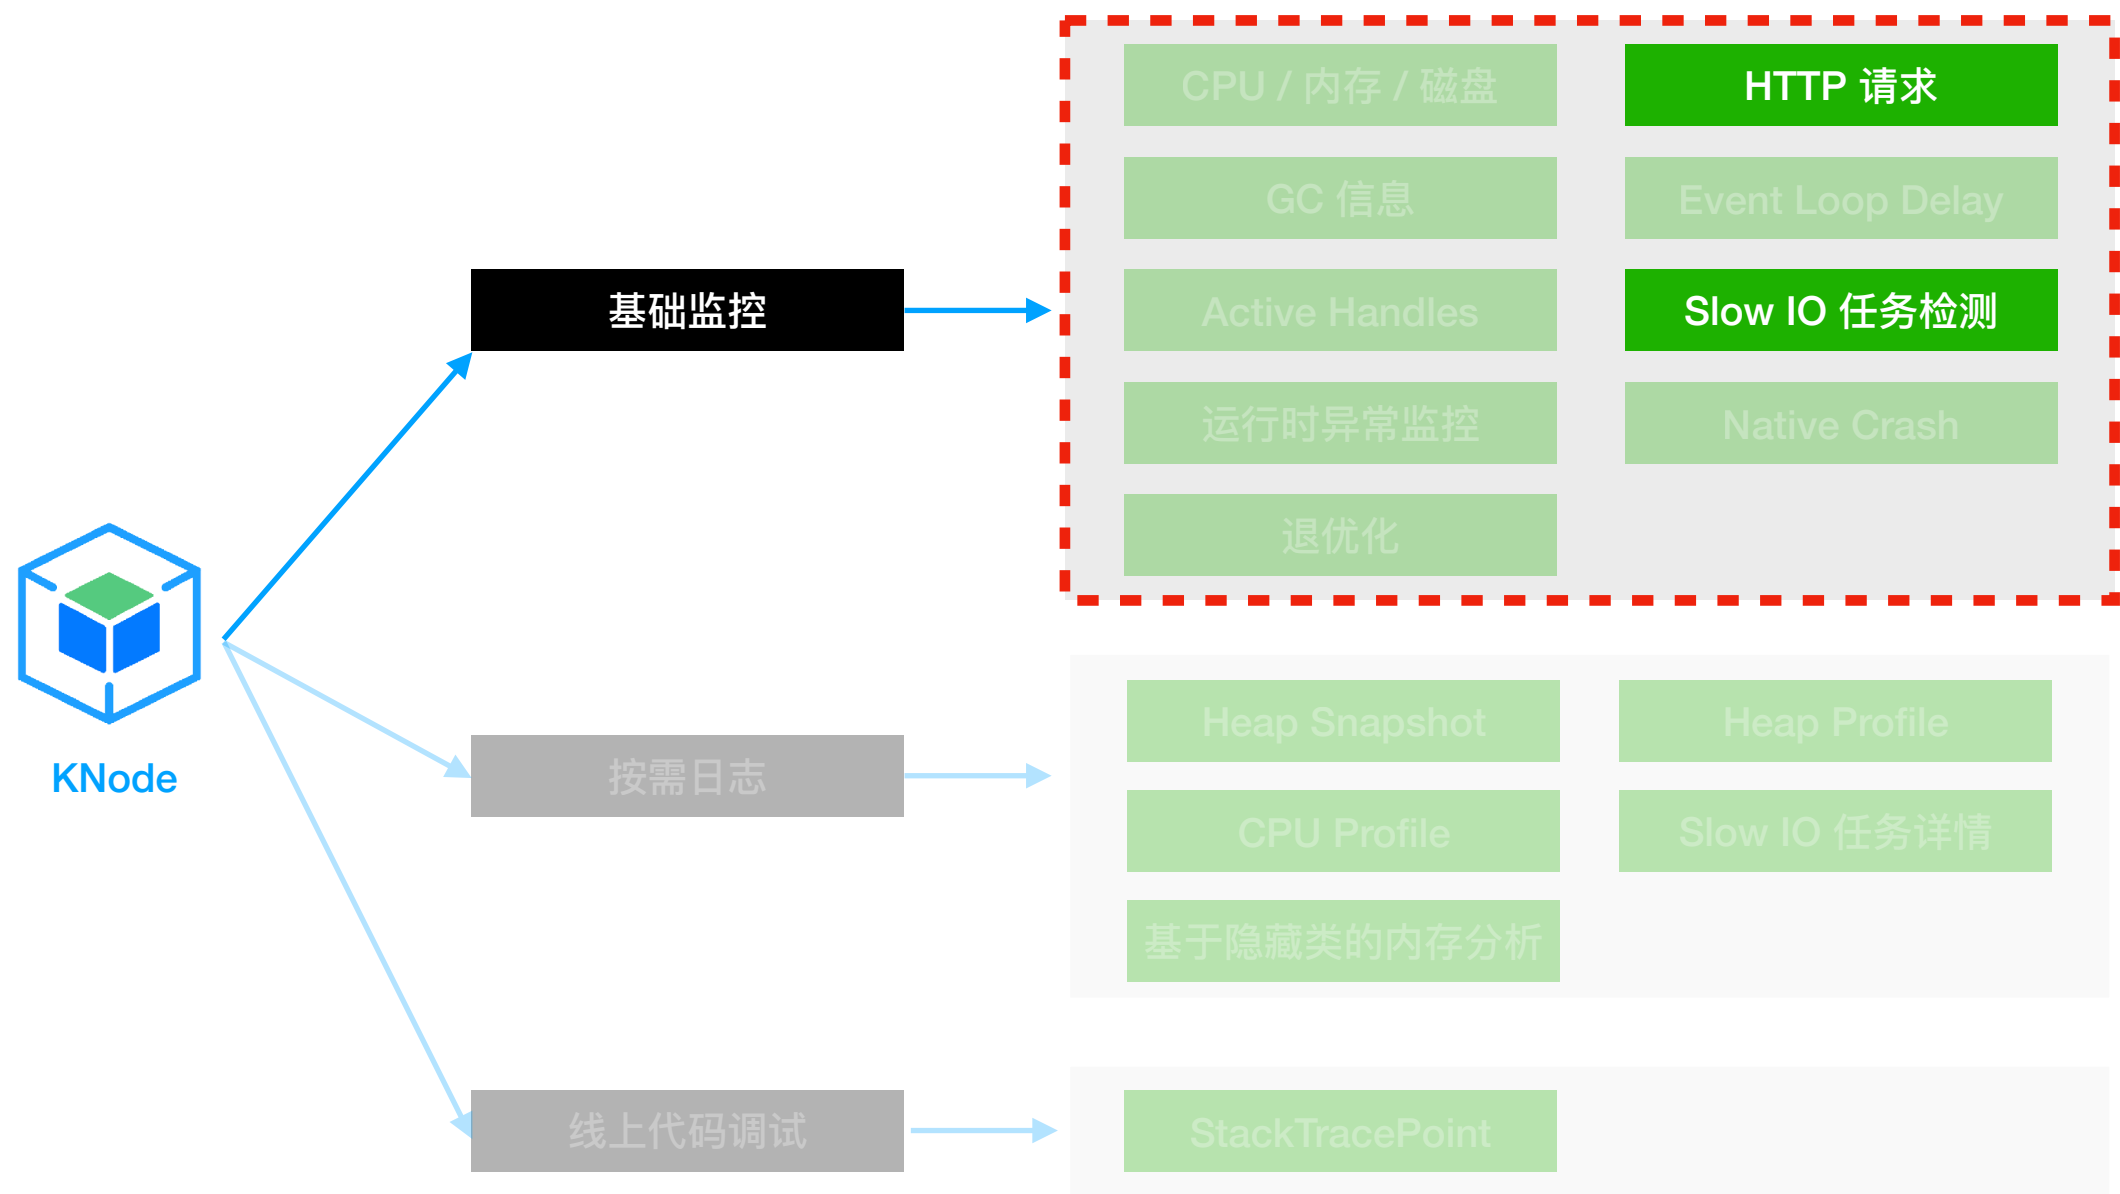 KNode
基础监控
CPU / 内存 / 磁盘
HTTP 请求
GC 信息
Event Loop Delay
Active Handles
Slow IO 任务检测
运行时异常监控
Native Crash
退优化
按需日志
Heap Snapshot
Heap Profile
CPU Profile
Slow IO 任务详情
基于隐藏类的内存分析
线上代码调试
StackTracePoint